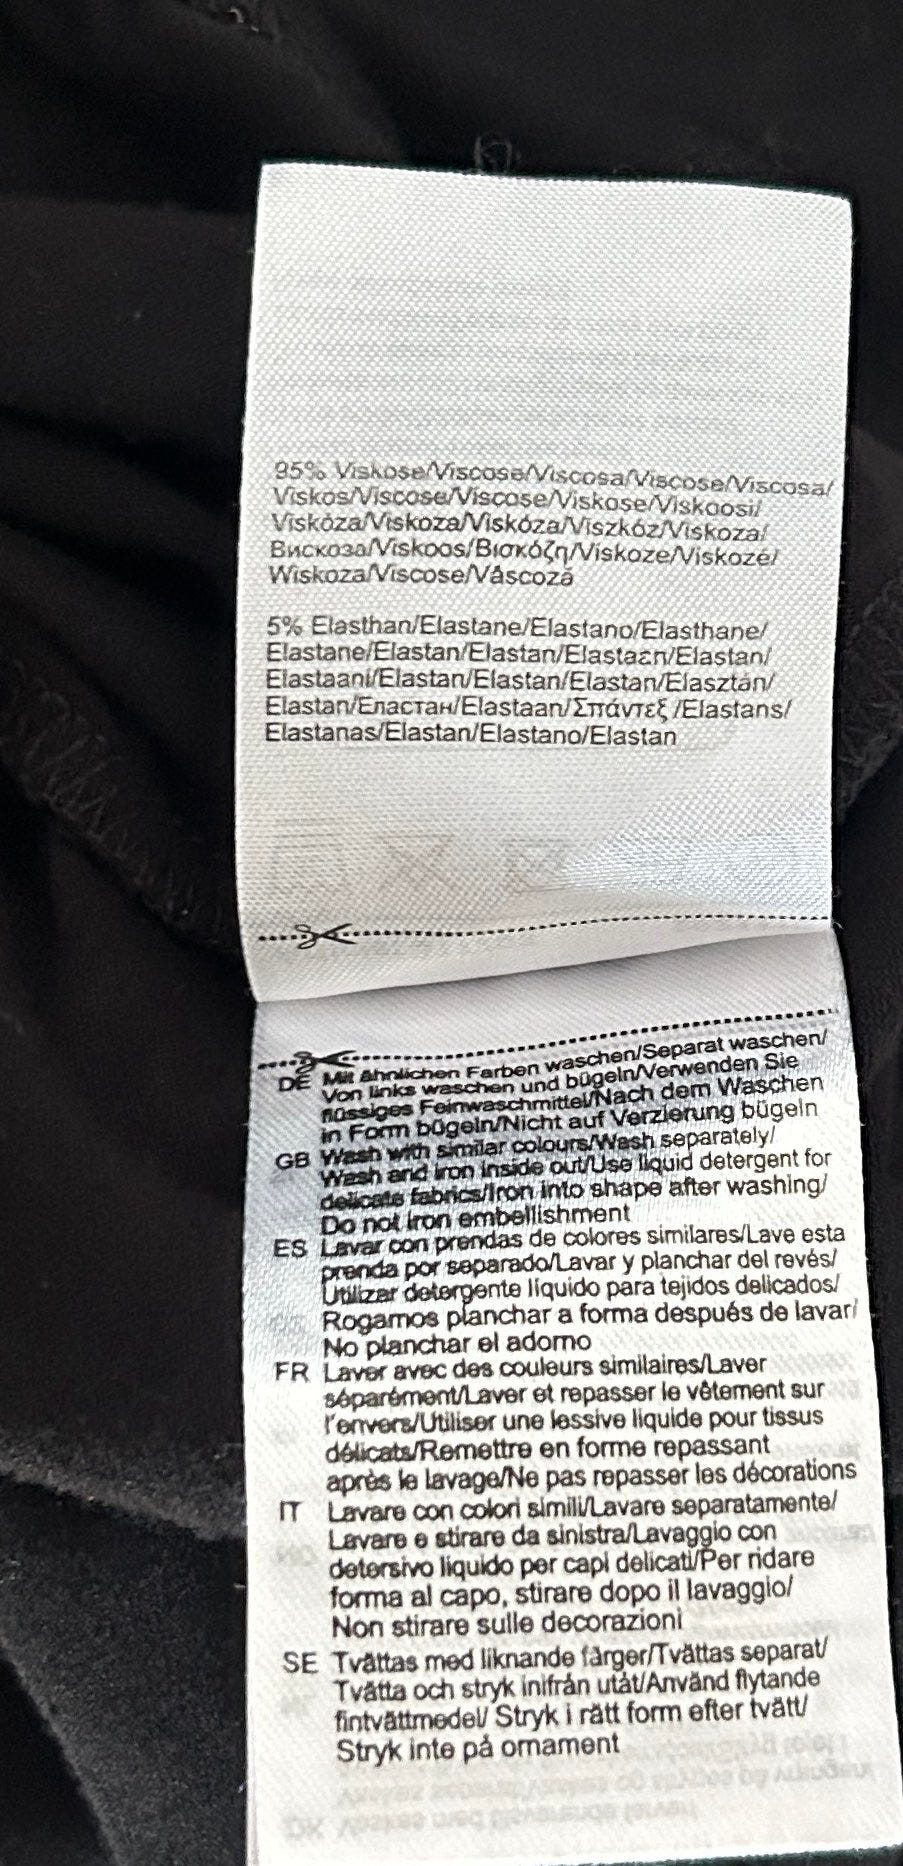 95% Viskose/Viscose/Viscosa/Viscose/Viscosa/
Viskos/Viscose/Viscose/Viskose/Viskoosi/
Viskóza/Viskoza/Viskóza/Viszkóz/Viskoza/
Вискоза/Viskoos/Βισκόζη/Viskoze/Viskozė/
Wiskoza/Viscose/Vâscoză
5% Elasthan/Elastane/Elastano/Elasthane/
Elastane/Elastan/Elastan/Elastaεn/Elastan/
Elastaani/Elastan/Elastan/Elastan/Elasztán/
Elastan/Еластан/Elastaan/Σπάντεξ /Elastans/
Elastanas/Elastan/Elastano/Elastan
DE Mit ähnlichen Farben waschen/Separat waschen/
Von links waschen und bügeln/Verwenden Sie
flüssiges Feinwaschmittel/Nach dem Waschen
in Form bügeln/Nicht auf Verzierung bügeln
GB Wash with similar colours/Wash separately/
Wash and iron inside out/Use liquid detergent for
delicate fabrics/Iron into shape after washing/
Do not iron embellishment
ES Lavar con prendas de colores similares/Lave esta
prenda por separado/Lavar y planchar del revés/
Utilizar detergente líquido para tejidos delicados/
Rogamos planchar a forma después de lavar/
No planchar el adorno
FR Laver avec des couleurs similaires/Laver
séparément/Laver et repasser le vêtement sur
l'envers/Utiliser une lessive liquide pour tissus
délicats/Remettre en forme repassant
après le lavage/Ne pas repasser les décorations
IT Lavare con colori simili/Lavare separatamente/
Lavare e stirare da sinistra/Lavaggio con
detersivo liquido per capi delicati/Per ridare
forma al capo, stirare dopo il lavaggio/
Non stirare sulle decorazioni
SE Tvättas med liknande färger/Tvättas separat/
Tvätta och stryk inifrån utåt/Använd flytande
fintvättmedel/ Stryk i rätt form efter tvätt/
Stryk inte på ornament